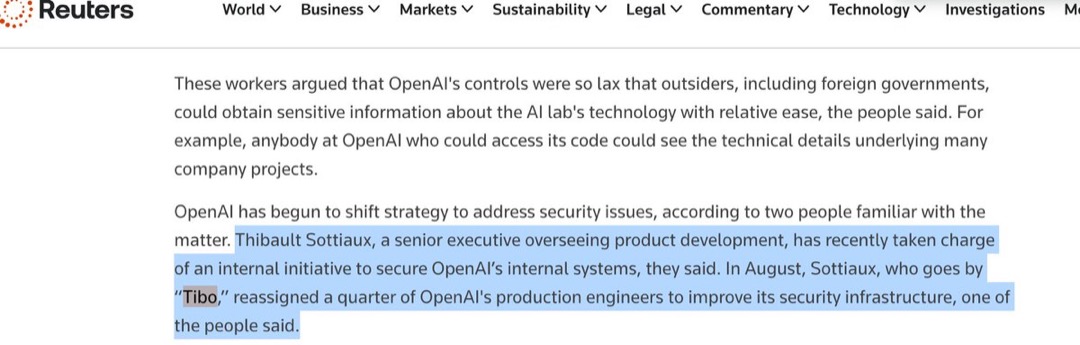 Reuters
World Business Markets Sustainability Legal Commentary Technology Investigations
These workers argued that OpenAI's controls were so lax that outsiders, including foreign governments,
could obtain sensitive information about the AI lab's technology with relative ease, the people said. For
example, anybody at OpenAI who could access its code could see the technical details underlying many
company projects.
OpenAI has begun to shift strategy to address security issues, according to two people familiar with the
matter. Thibault Sottiaux, a senior executive overseeing product development, has recently taken charge
of an internal initiative to secure OpenAI’s internal systems, they said. In August, Sottiaux, who goes by
“Tibo,” reassigned a quarter of OpenAI's production engineers to improve its security infrastructure, one of
the people said.